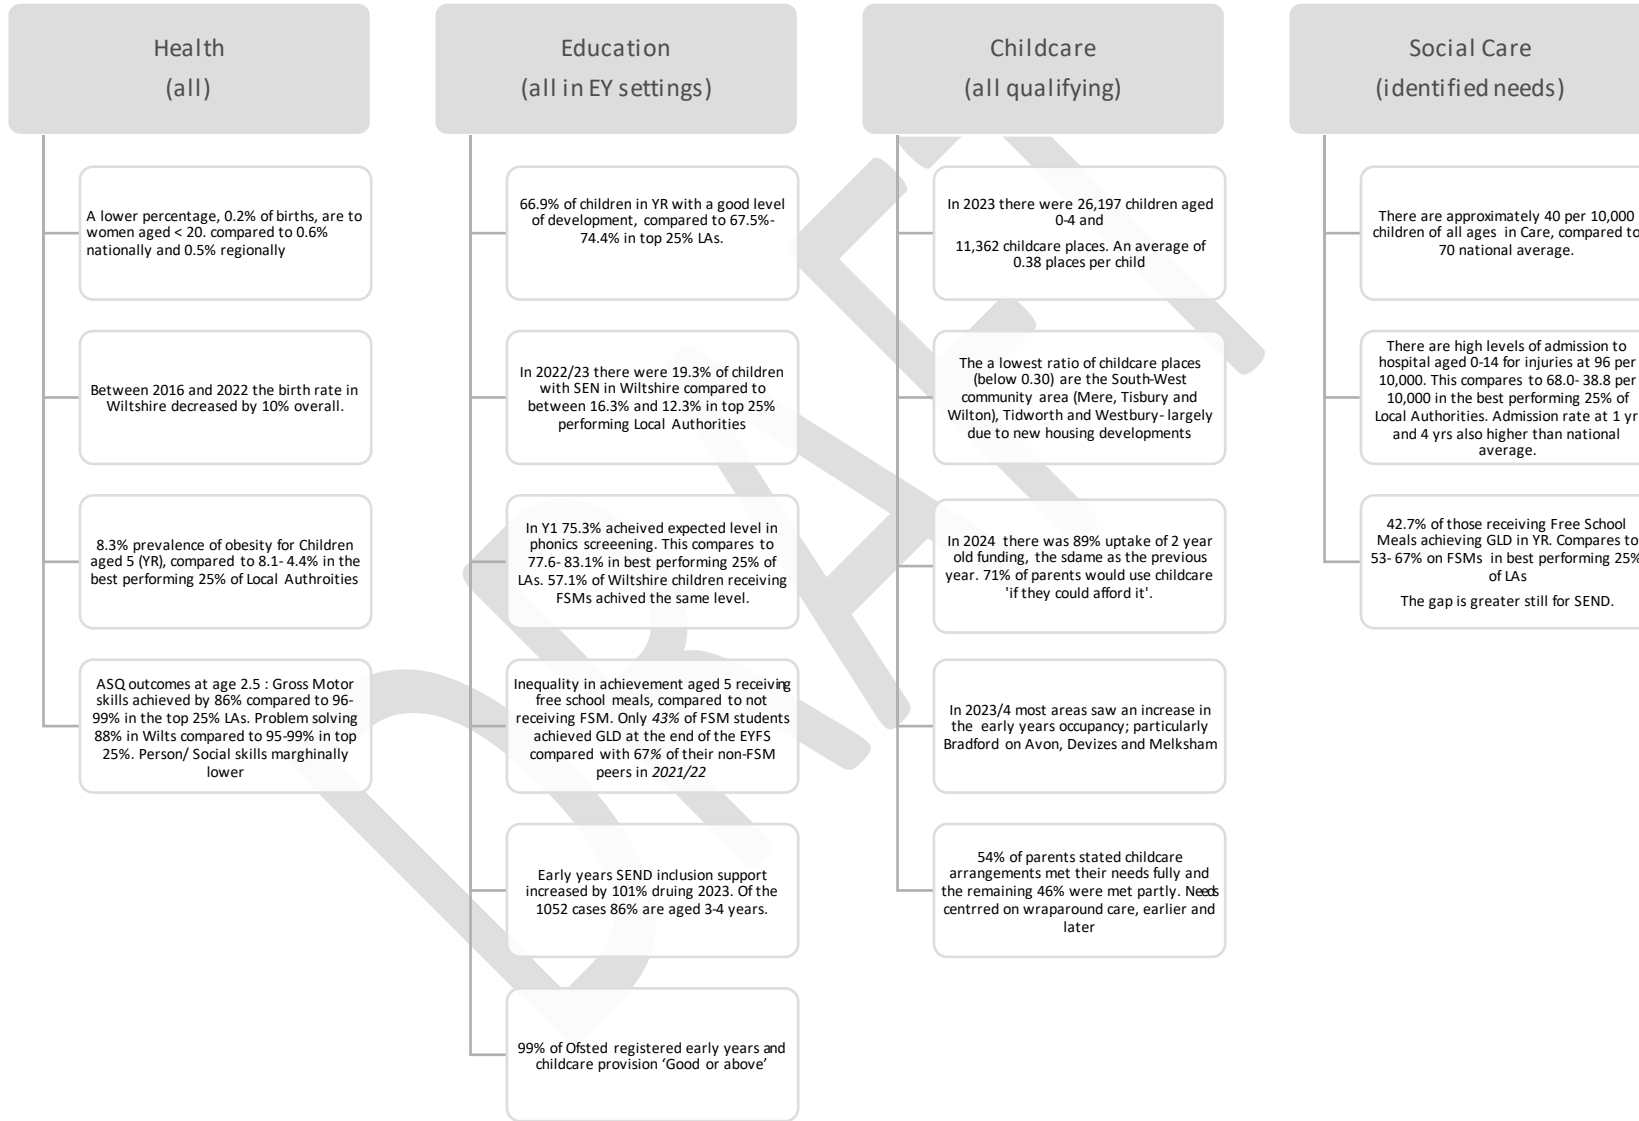 Health
(all)
A lower percentage, 0.2% of births, are to
women aged < 20. compared to 0.6%
nationally and 0.5% regionally
Between 2016 and 2022 the birth rate in
Wiltshire decreased by 10% overall.
8.3% prevalence of obesity for Children
aged 5 (YR), compared to 8.1- 4.4% in the
best performing 25% of Local Authroities
ASQ outcomes at age 2.5 : Gross Motor
skills achieved by 86% compared to 96-
99% in the top 25% LAs. Problem solving
88% in Wilts compared to 95-99% in top
25%. Person/ Social skills marghinally
lower
Education
(all in EY settings)
66.9% of children in YR with a good level
of development, compared to 67.5%-
74.4% in top 25% LAs.
In 2022/23 there were 19.3% of children
with SEN in Wiltshire compared to
between 16.3% and 12.3% in top 25%
performing Local Authorities
In Y1 75.3% acheived expected level in
phonics screeening. This compares to
77.6- 83.1% in best performing 25% of
LAs. 57.1% of Wiltshire children receiving
FSMs achived the same level.
Inequality in achievement aged 5 receiving
free school meals, compared to not
receiving FSM. Only 43% of FSM students
achieved GLD at the end of the EYFS
compared with 67% of their non-FSM
peers in 2021/22
Early years SEND inclusion support
increased by 101% druing 2023. Of the
1052 cases 86% are aged 3-4 years.
99% of Ofsted registered early years and
childcare provision ‘Good or above’
Childcare
(all qualifying)
In 2023 there were 26,197 children aged
0-4 and
11,362 childcare places. An average of
0.38 places per child
The a lowest ratio of childcare places
(below 0.30) are the South-West
community area (Mere, Tisbury and
Wilton), Tidworth and Westbury- largely
due to new housing developments
In 2024 there was 89% uptake of 2 year
old funding, the sdame as the previous
year. 71% of parents would use childcare
'if they could afford it'.
In 2023/4 most areas saw an increase in
the early years occupancy; particularly
Bradford on Avon, Devizes and Melksham
54% of parents stated childcare
arrangements met their needs fully and
the remaining 46% were met partly. Needs
centrred on wraparound care, earlier and
later
Social Care
(identified needs)
There are approximately 40 per 10,000
children of all ages in Care, compared to
70 national average.
There are high levels of admission to
hospital aged 0-14 for injuries at 96 per
10,000. This compares to 68.0- 38.8 per
10,000 in the best performing 25% of
Local Authorities. Admission rate at 1 yr
and 4 yrs also higher than national
average.
42.7% of those receiving Free School
Meals achieving GLD in YR. Compares to
53- 67% on FSMs in best performing 25%
of LAs
The gap is greater still for SEND.
DRAFT